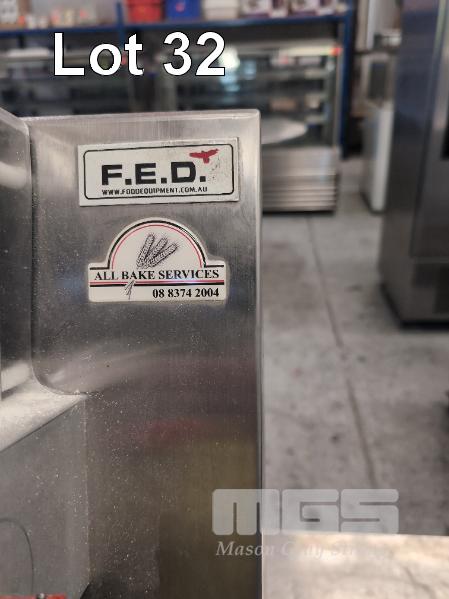 Lot 32
F.E.D.
WWW.FOODEQUIPMENT.COM.AU
ALL BAKE SERVICES
08 8374 2004
MGS
Mason Gray Strange